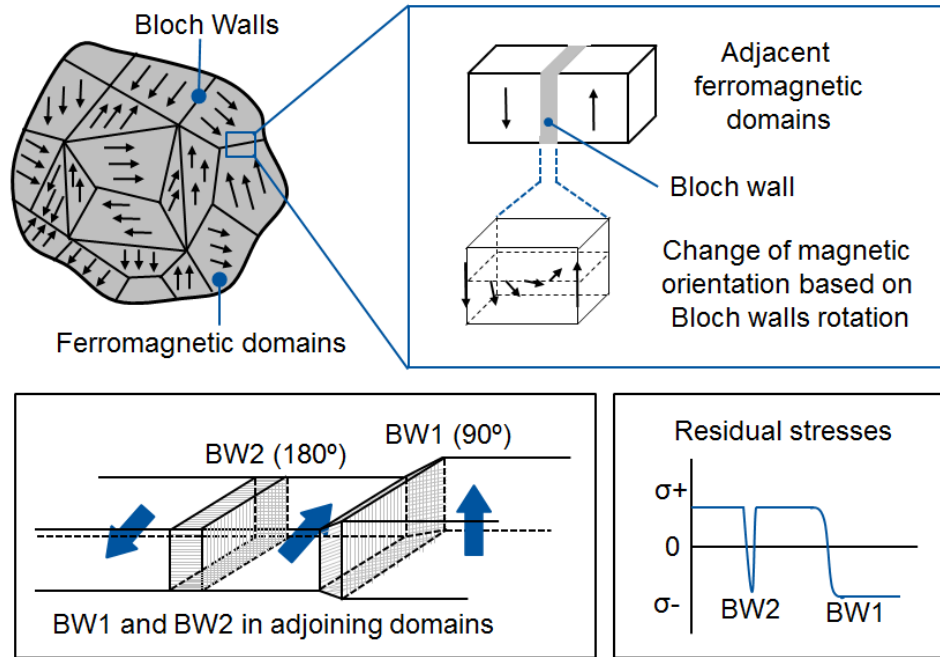 Bloch Walls
Ferromagnetic domains
Adjacent
ferromagnetic
domains
Bloch wall
Change of magnetic
orientation based on
Bloch walls rotation
BW2 (180º)
BW1 (90º)
BW1 and BW2 in adjoining domains
Residual stresses
σ+
0
σ-
BW2
BW1